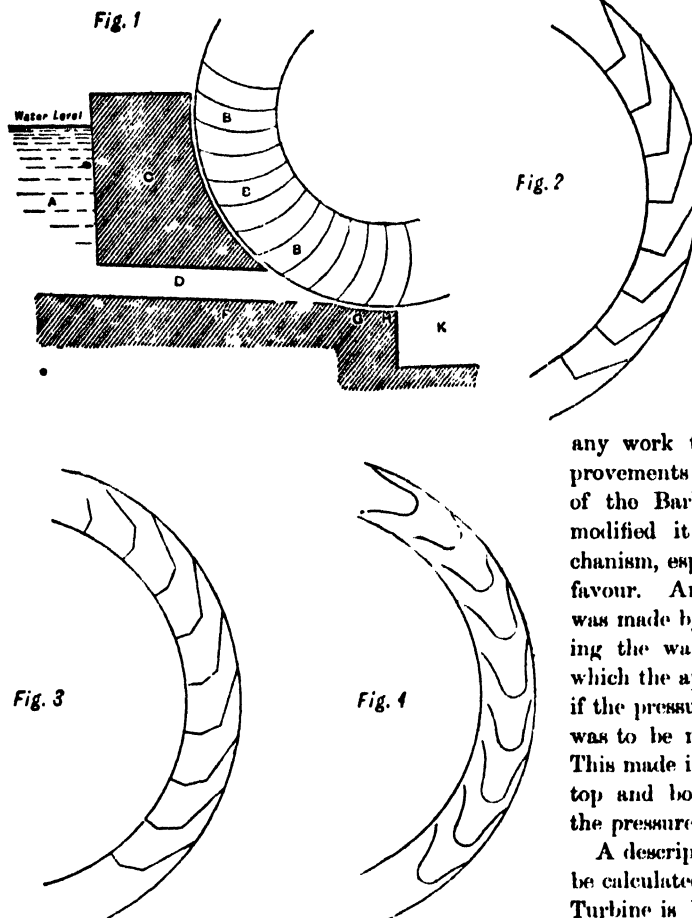 Fig. 1
Water Level
A
B
C
B
B
D
G
H
K
Fig. 2
Fig. 3
Fig. 4
any work
provements
of the Bar
modified it
chanism, esp
favour. An
was made b
ing the wa
which the a
if the pressu
was to be
This made i
top and bo
the pressure
A descrip
be calculated
Turbine is